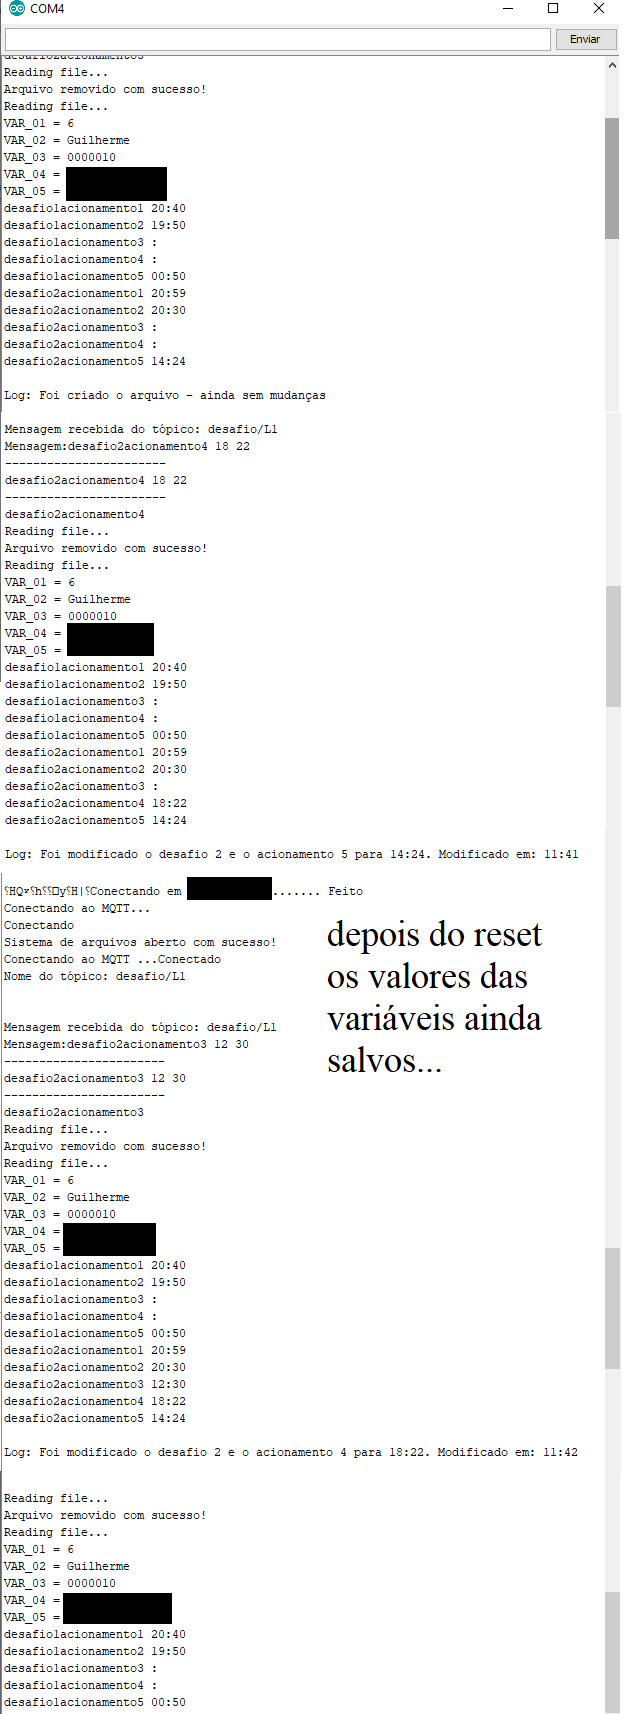 COM4
Enviar
desafio2acionamento5
Reading file...
Arquivo removido com sucesso!
Reading file...
VAR_01 = 6
VAR_02 = Guilherme
VAR_03 = 0000010
VAR_04 =
VAR_05 =
desafio1acionamento1 20:40
desafio1acionamento2 19:50
desafio1acionamento3 :
desafio1acionamento4 :
desafio1acionamento5 00:50
desafio2acionamento1 20:59
desafio2acionamento2 20:30
desafio2acionamento3 :
desafio2acionamento4 :
desafio2acionamento5 14:24
Log: Foi criado o arquivo - ainda sem mudanças
Mensagem recebida do tópico: desafio/L1
Mensagem:desafio2acionamento4 18 22
-----------------------
desafio2acionamento4 18 22
-----------------------
desafio2acionamento4
Reading file...
Arquivo removido com sucesso!
Reading file...
VAR_01 = 6
VAR_02 = Guilherme
VAR_03 = 0000010
VAR_04 =
VAR_05 =
desafio1acionamento1 20:40
desafio1acionamento2 19:50
desafio1acionamento3 :
desafio1acionamento4 :
desafio1acionamento5 00:50
desafio2acionamento1 20:59
desafio2acionamento2 20:30
desafio2acionamento3 :
desafio2acionamento4 18:22
desafio2acionamento5 14:24
Log: Foi modificado o desafio 2 e o acionamento 5 para 14:24. Modificado em: 11:41
Conectando em ....... Feito
Conectando ao MQTT...
Conectando
Sistema de arquivos aberto com sucesso!
Conectando ao MQTT ...Conectado
Nome do tópico: desafio/L1
depois do reset
os valores das
variáveis ainda
salvos...
Mensagem recebida do tópico: desafio/L1
Mensagem:desafio2acionamento3 12 30
-----------------------
desafio2acionamento3 12 30
-----------------------
desafio2acionamento3
Reading file...
Arquivo removido com sucesso!
Reading file...
VAR_01 = 6
VAR_02 = Guilherme
VAR_03 = 0000010
VAR_04 =
VAR_05 =
desafio1acionamento1 20:40
desafio1acionamento2 19:50
desafio1acionamento3 :
desafio1acionamento4 :
desafio1acionamento5 00:50
desafio2acionamento1 20:59
desafio2acionamento2 20:30
desafio2acionamento3 12:30
desafio2acionamento4 18:22
desafio2acionamento5 14:24
Log: Foi modificado o desafio 2 e o acionamento 4 para 18:22. Modificado em: 11:42
Reading file...
Arquivo removido com sucesso!
Reading file...
VAR_01 = 6
VAR_02 = Guilherme
VAR_03 = 0000010
VAR_04 =
VAR_05 =
desafio1acionamento1 20:40
desafio1acionamento2 19:50
desafio1acionamento3 :
desafio1acionamento4 :
desafio1acionamento5 00:50